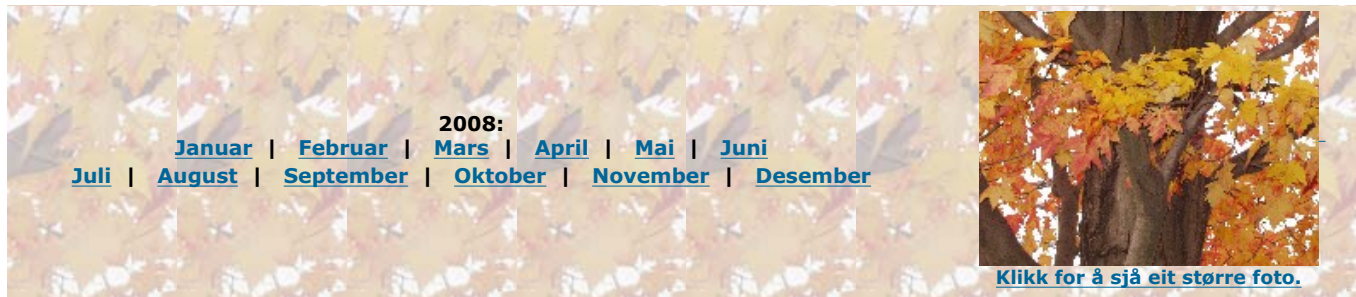 2008:
Januar | Februar | Mars | April | Mai | Juni
Juli | August | September | Oktober | November | Desember
Klikk for å sjå eit større foto.